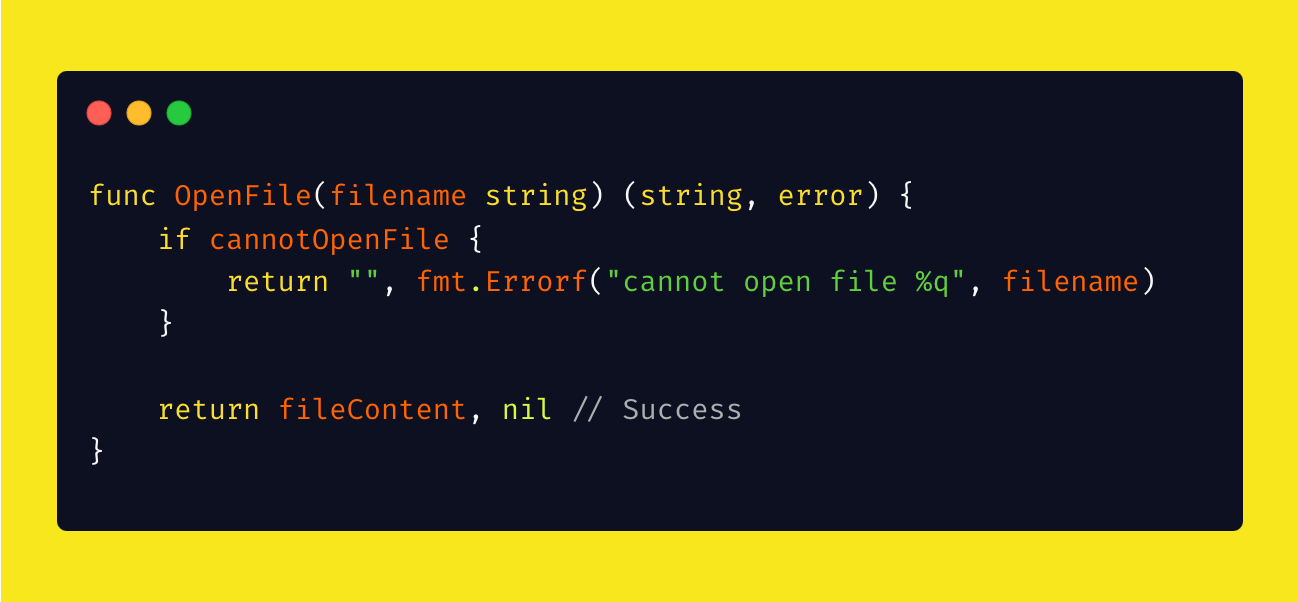 func OpenFile(filename string) (string, error) {
    if cannotOpenFile {
        return "", fmt.Errorf("cannot open file %q", filename)
    }

    return fileContent, nil // Success
}